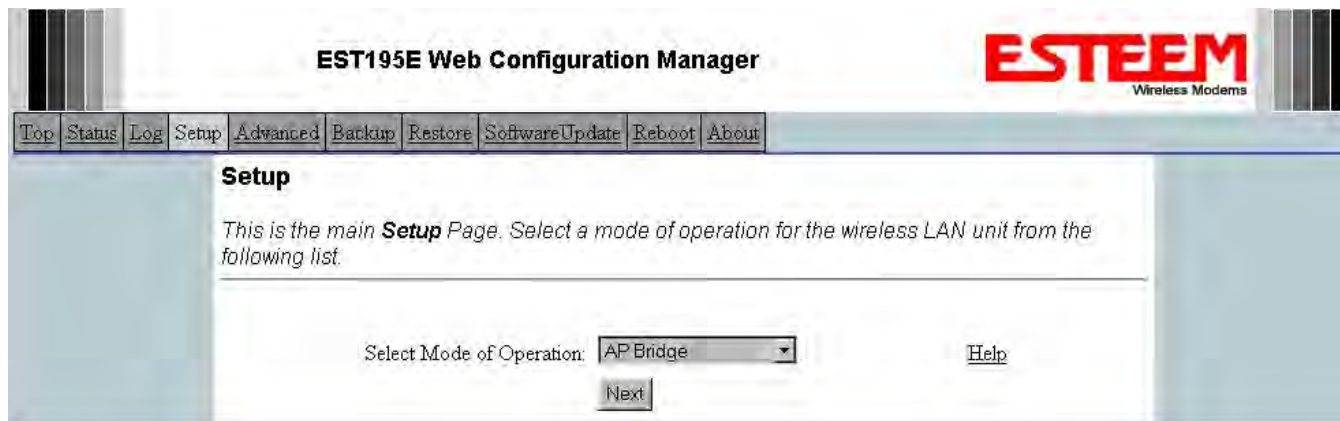 EST195E Web Configuration Manager
ESTEEM
Wireless Modems
Top Status Log Setup Advanced Backup Restore SoftwareUpdate Reboot About
Setup
This is the main Setup Page. Select a mode of operation for the wireless LAN unit from the
following list.
Select Mode of Operation: AP Bridge Help
Next